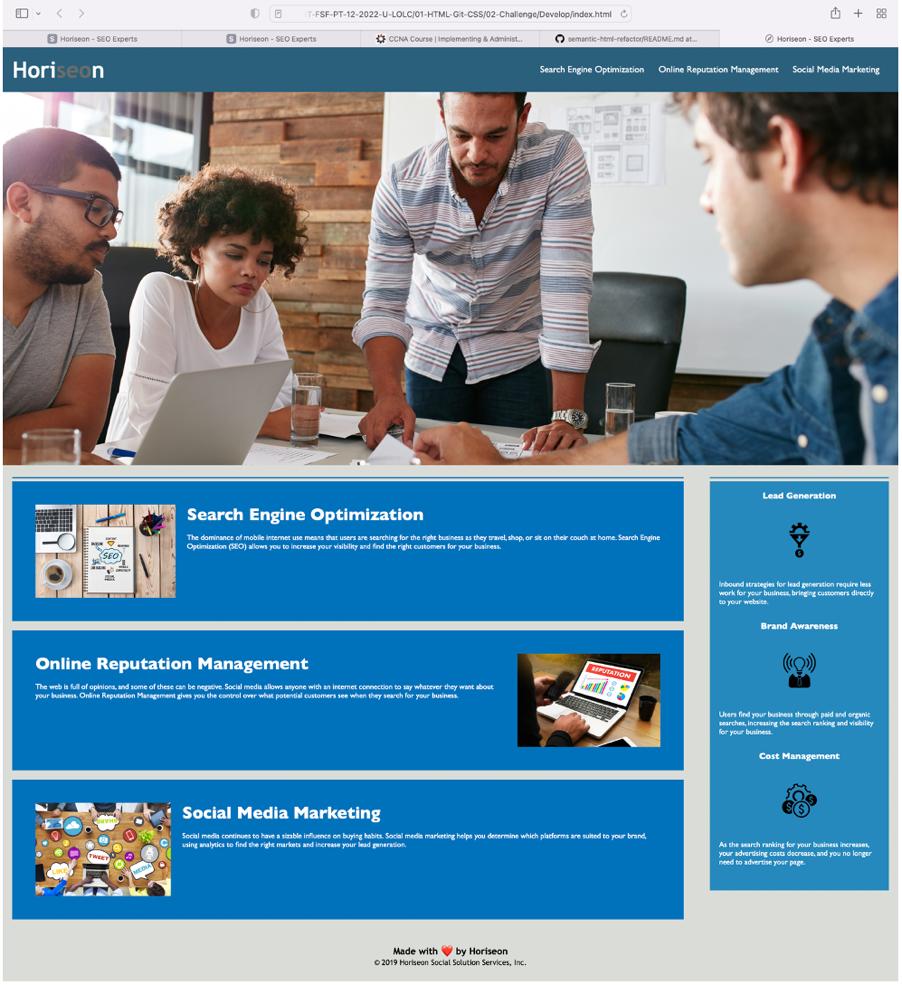 T-FSF-PT-12-2022-U-LOLC/01-HTML-Git-CSS/02-Challenge/Develop/index.html
Horiseon - SEO Experts
Horiseon - SEO Experts
CCNA Course | Implementing & Administ...
semantic-html-refactor/README.md at...
Horiseon - SEO Experts
Horiseon
Search Engine Optimization
Online Reputation Management
Social Media Marketing
Search Engine Optimization
The dominance of mobile internet use means that users are searching for the right business as they travel, shop, or sit on their couch at home. Search Engine
Optimization (SEO) allows you to increase your visibility and find the right customers for your business.
SEO
Online Reputation Management
The web is full of opinions, and some of these can be negative. Social media allows anyone with an internet connection to say whatever they want about
your business. Online Reputation Management gives you the control over what potential customers see when they search for your business.
REPUTATION
Social Media Marketing
Social media continues to have a sizable influence on buying habits. Social media marketing helps you determine which platforms are suited to your brand,
using analytics to find the right markets and increase your lead generation.
SHARE
TWEET
LIKE
MEDIA
Lead Generation
Inbound strategies for lead generation require less
work for your business, bringing customers directly
to your website.
Brand Awareness
Users find your business through paid and organic
searches, increasing the search ranking and visibility
for your business.
Cost Management
As the search ranking for your business increases,
your advertising costs decrease, and you no longer
need to advertise your page.
Made with ❤️ by Horiseon
© 2019 Horiseon Social Solution Services, Inc.